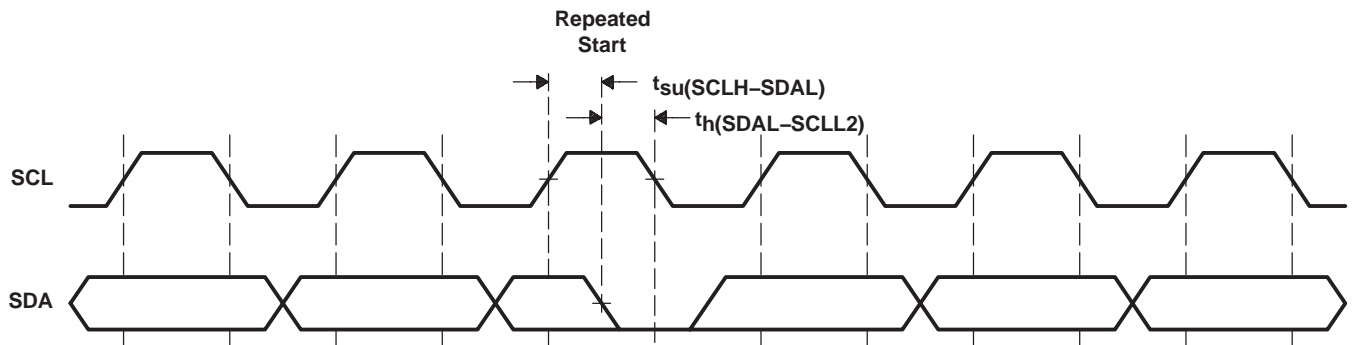 Repeated
Start
tsu(SCLH–SDAL)
th(SDAL–SCLL2)
SCL
SDA